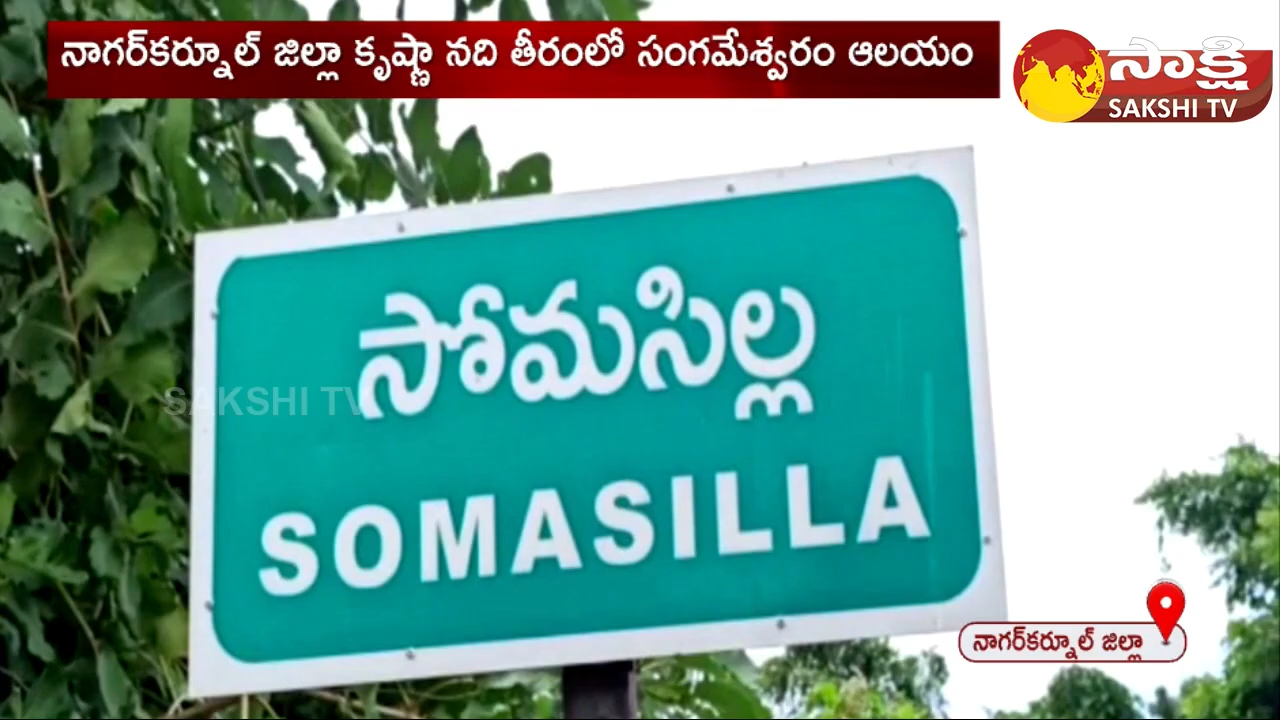 నాగర్‌కర్నూల్ జిల్లా కృష్ణా నది తీరంలో సంగమేశ్వరం ఆలయం
సాక్షి
SAKSHI TV
సోమసిల్ల
SAKSHI TV
SOMASILLA
నాగర్‌కర్నూల్ జిల్లా